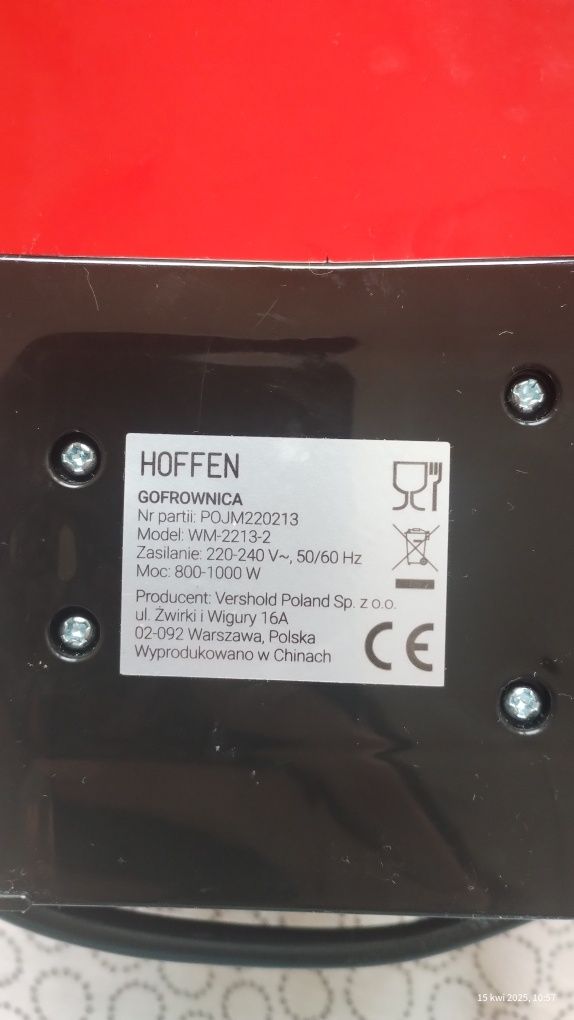 HOFFEN
GOFROWNICA
Nr partii: POJM220213
Model: WM-2213-2
Zasilanie: 220-240 V~, 50/60 Hz
Moc: 800-1000 W
Producent: Vershold Poland Sp. z o.o.
ul. Żwirki i Wigury 16A
02-092 Warszawa, Polska
Wyprodukowano w Chinach
CE
15 kwi 2025, 10:57